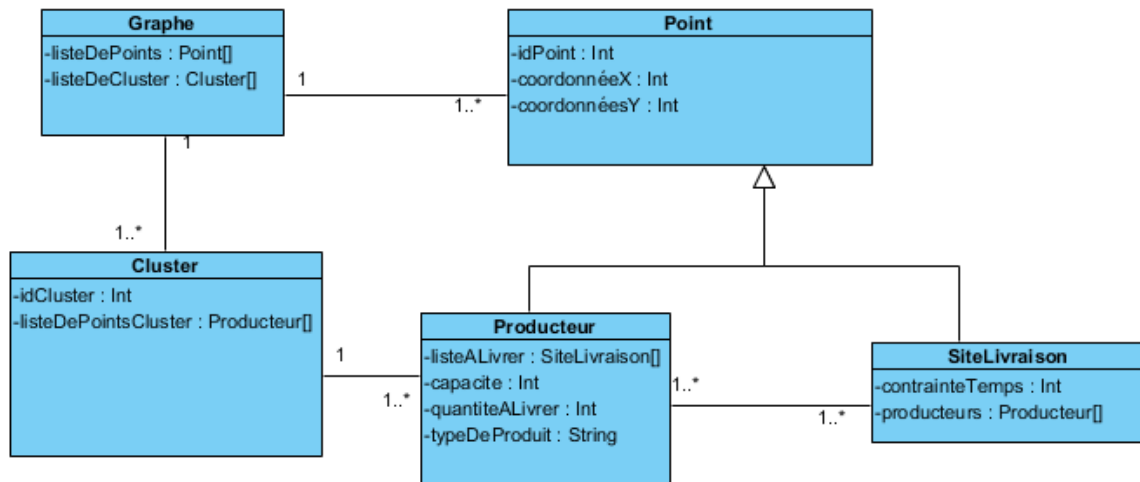 Graphe
-listeDePoints : Point[]
-listeDeCluster : Cluster[]
Point
-idPoint : Int
-coordonnéeX : Int
-coordonnéesY : Int
1
1..*
1
1..*
Cluster
-idCluster : Int
-listeDePointsCluster : Producteur[]
1
1..*
Producteur
-listeALivrer : SiteLivraison[]
-capacite : Int
-quantiteALivrer : Int
-typeDeProduit : String
1..*
1..*
SiteLivraison
-contrainteTemps : Int
-producteurs : Producteur[]